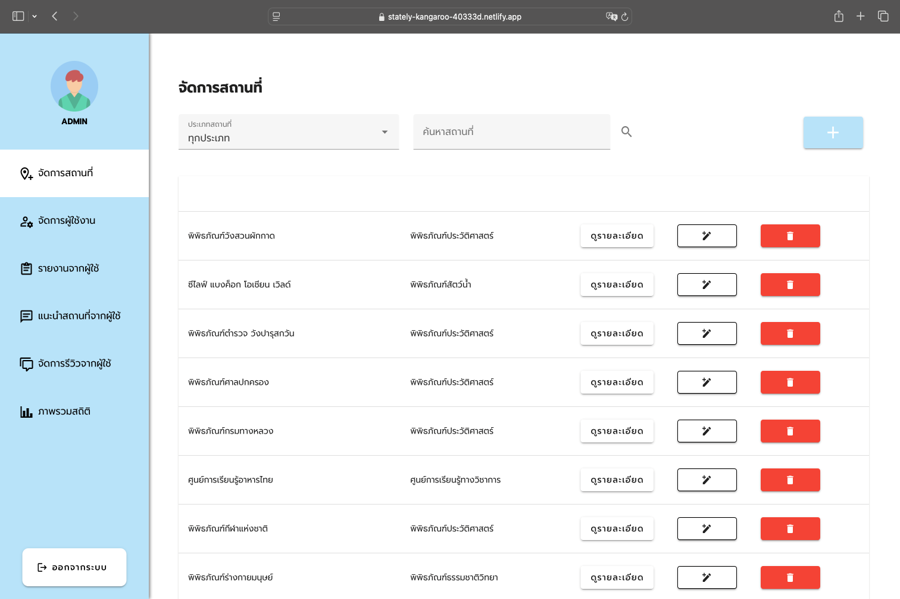 stately-kangaroo-40333d.netlify.app
ADMIN
จัดการสถานที่
จัดการผู้ใช้งาน
รายงานจากผู้ใช้
แนะนำสถานที่จากผู้ใช้
จัดการรีวิวจากผู้ใช้
ภาพรวมสถิติ
ออกจากระบบ
จัดการสถานที่
ประเภทสถานที่
ทุกประเภท
ค้นหาสถานที่
พิพิธภัณฑ์วังสวนผักกาด พิพิธภัณฑ์ประวัติศาสตร์ ดูรายละเอียด
ซีไลฟ์ แบงค็อก โอเชียน เวิลด์ พิพิธภัณฑ์สัตว์น้ำ ดูรายละเอียด
พิพิธภัณฑ์ตำรวจ วังปารุสกวัน พิพิธภัณฑ์ประวัติศาสตร์ ดูรายละเอียด
พิพิธภัณฑ์ศาลปกครอง พิพิธภัณฑ์ประวัติศาสตร์ ดูรายละเอียด
พิพิธภัณฑ์กรมทางหลวง พิพิธภัณฑ์ประวัติศาสตร์ ดูรายละเอียด
ศูนย์การเรียนรู้อาหารไทย ศูนย์การเรียนรู้ทางวิชาการ ดูรายละเอียด
พิพิธภัณฑ์กีฬาแห่งชาติ พิพิธภัณฑ์ประวัติศาสตร์ ดูรายละเอียด
พิพิธภัณฑ์ร่างกายมนุษย์ พิพิธภัณฑ์ธรรมชาติวิทยา ดูรายละเอียด